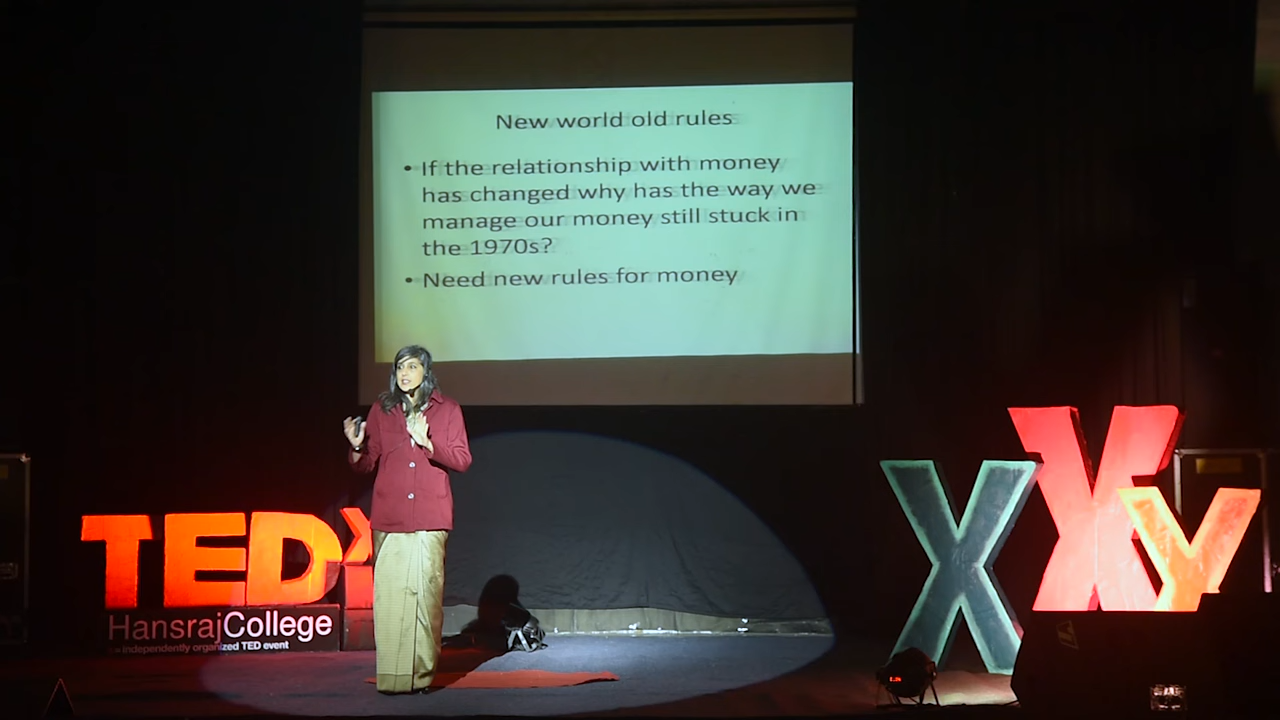 New world old rules
• If the relationship with money
has changed why has the way we
manage our money still stuck in
the 1970s?
• Need new rules for money
TEDx
HansrajCollege
independently organized TED event
X X Y